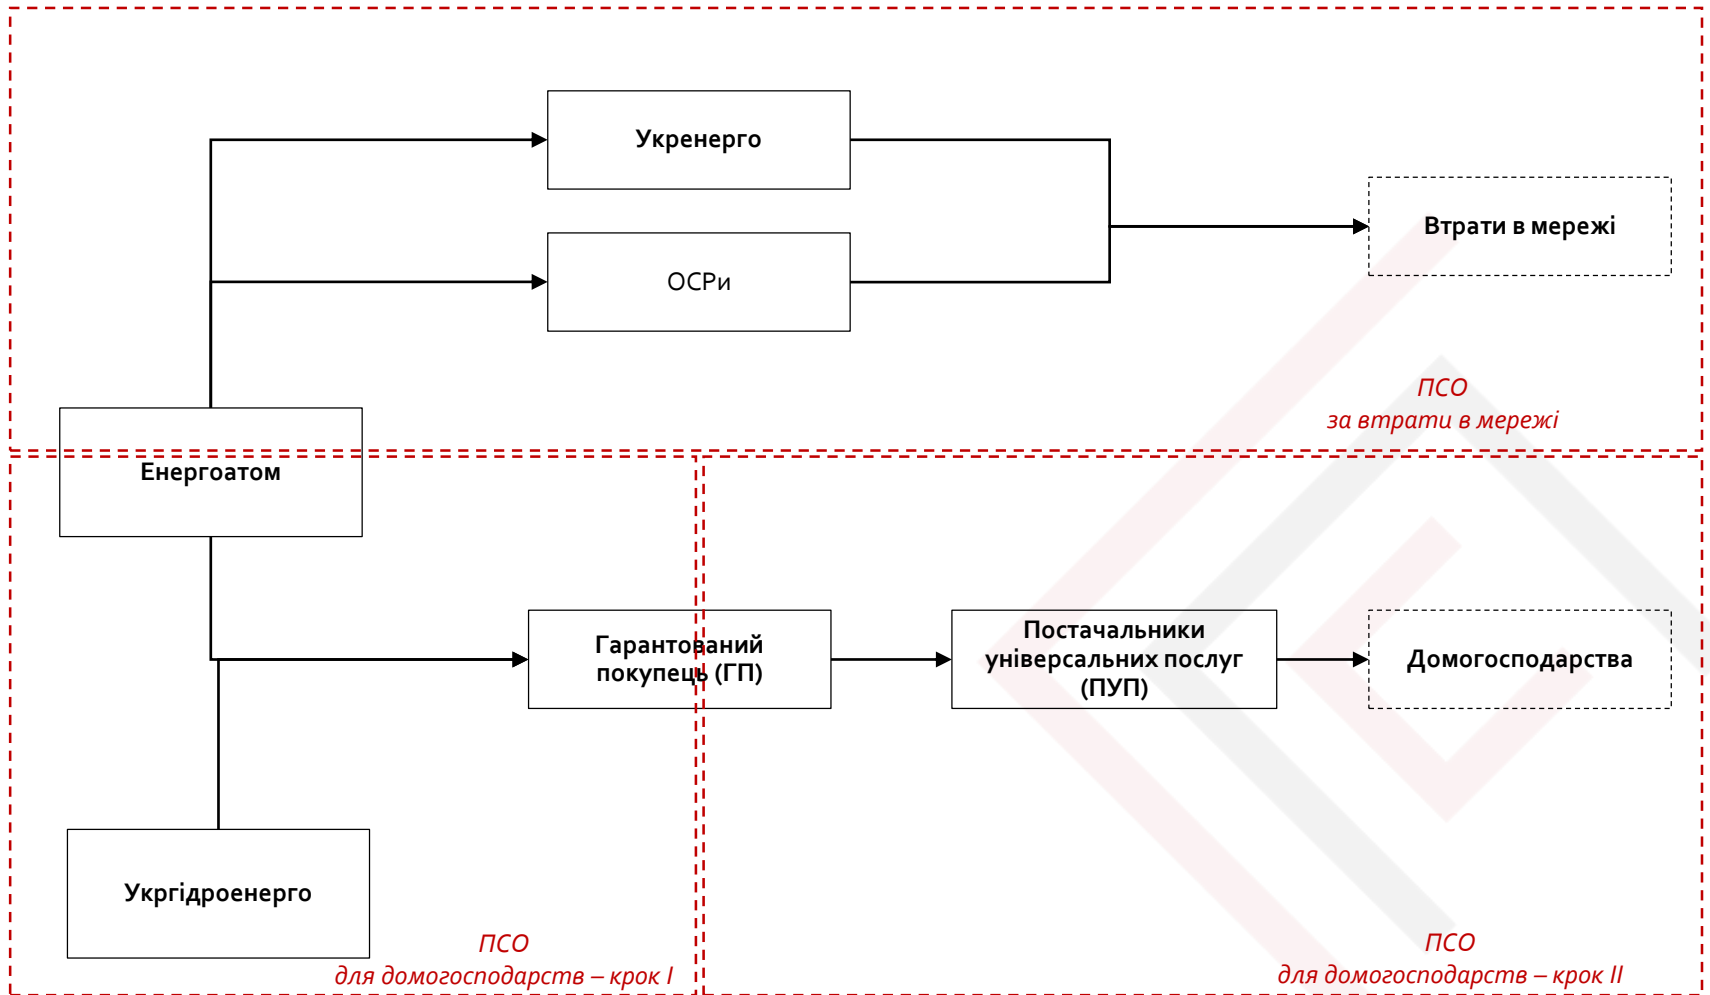 Укренерго
Втрати в мережі
ОСРи
ПСО
за втрати в мережі
Енергоатом
Гарантований
покупець (ГП)
Постачальники
універсальних послуг
(ПУП)
Домогосподарства
Укргідроенерго
ПСО
для домогосподарств – крок I
ПСО
для домогосподарств – крок II